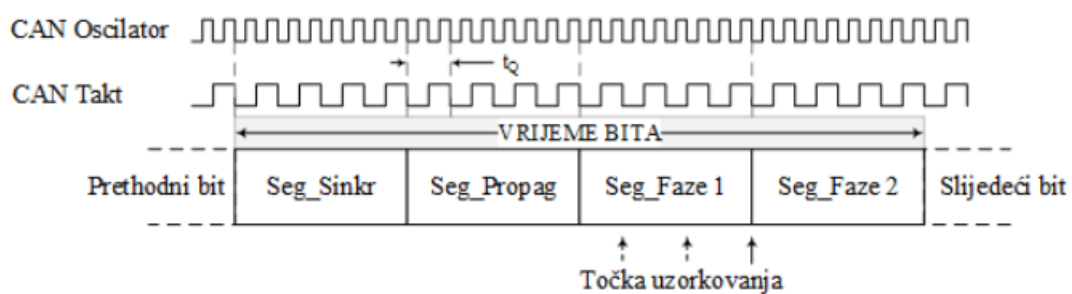 CAN Oscilator
t_Q
CAN Takt
VRIJEME BITA
Prethodni bit Seg_Sinkr Seg_Propag Seg_Faze 1 Seg_Faze 2 Slijedeći bit
Točka uzorkovanja